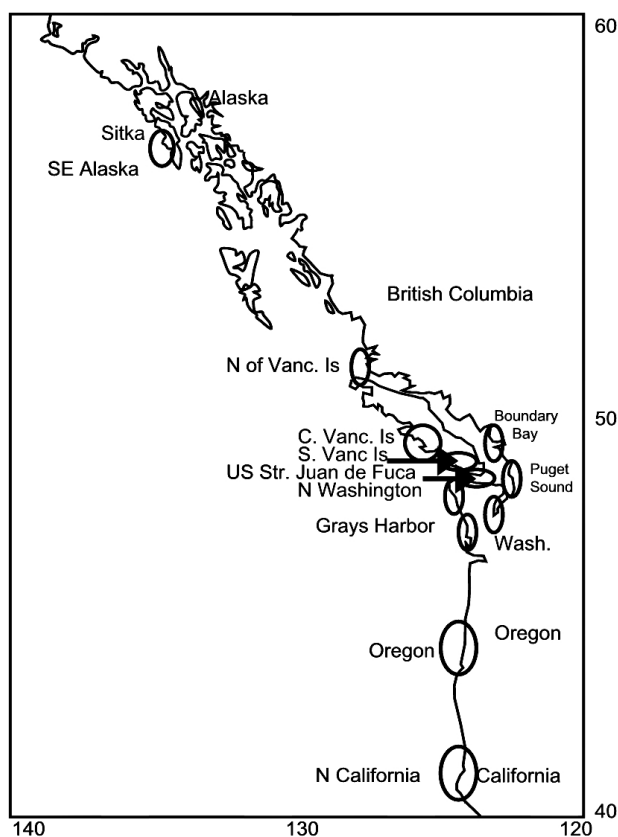 60
Alaska
Sitka
SE Alaska
British Columbia
N of Vanc. Is
50
Boundary
Bay
C. Vanc. Is
S. Vanc Is
US Str. Juan de Fuca
N Washington
Puget
Sound
Grays Harbor
Wash.
Oregon
Oregon
N California
California
40
140
130
120